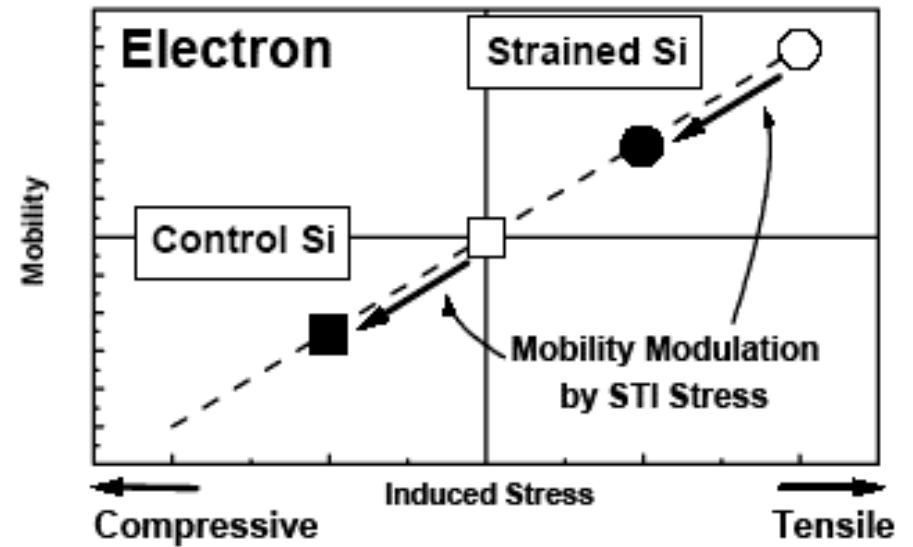 Electron
Strained Si
Control Si
Mobility
Mobility Modulation
by STI Stress
Induced Stress
Compressive
Tensile